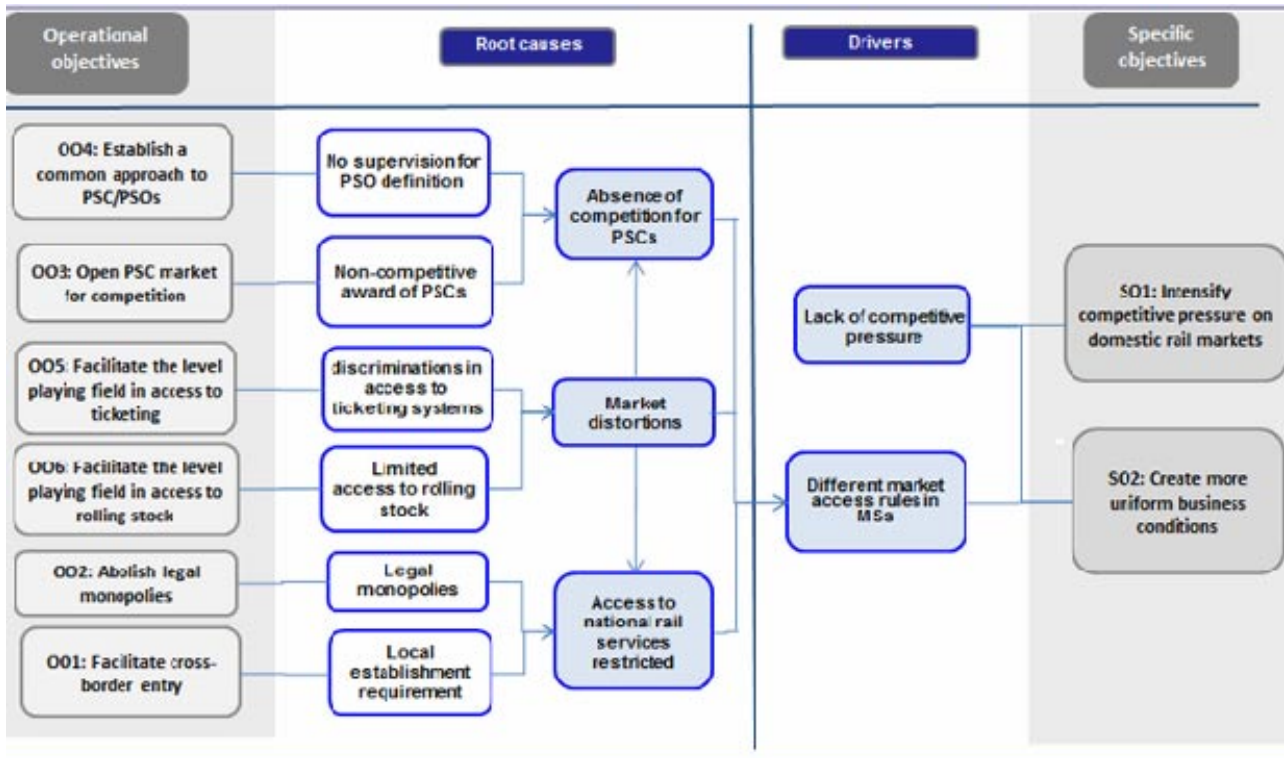 Operational
objectives
Root causes
Drivers
Specific
objectives
OO4: Establish a
common approach to
PSC/PSOs
No supervision for
PSO definition
Absence of
competition for
PSCs
OO3: Open PSC market
for competition
Non-competitive
award of PSCs
Lack of competitive
pressure
SO1: Intensify
competitive pressure on
domestic rail markets
OO5: Facilitate the level
playing field in access to
ticketing
discriminations in
access to
ticketing systems
Market
distortions
OO6: Facilitate the level
playing field in access to
rolling stock
Limited
access to rolling
stock
Different market
access rules in
MSs
SO2: Create more
uniform business
conditions
OO2: Abolish legal
monopolies
Legal
monopolies
Access to
national rail
services
restricted
OO1: Facilitate cross-
border entry
Local
establishment
requirement